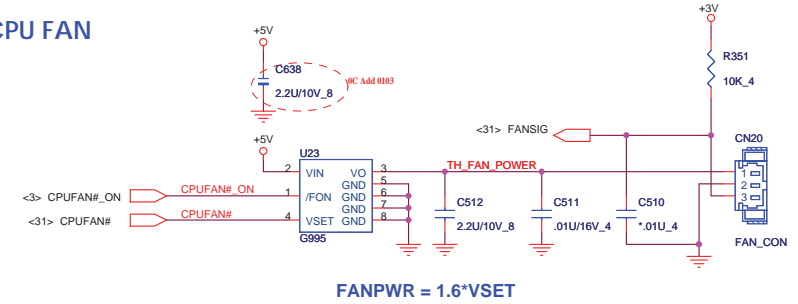 CPU FAN
+5V
C638
2.2U/10V_8
0C Add 0103
+3V
R351
10K_4
<31> FANSIG
CN20
1
2
3
FAN_CON
+5V
U23
2 VIN VO 3
GND 5
1 /FON GND 6
GND 7
4 VSET GND 8
G995
<3> CPUFAN#_ON CPUFAN#_ON
<31> CPUFAN# CPUFAN#
TH_FAN_POWER
C512
2.2U/10V_8
C511
.01U/16V_4
C510
*.01U_4
FANPWR = 1.6*VSET